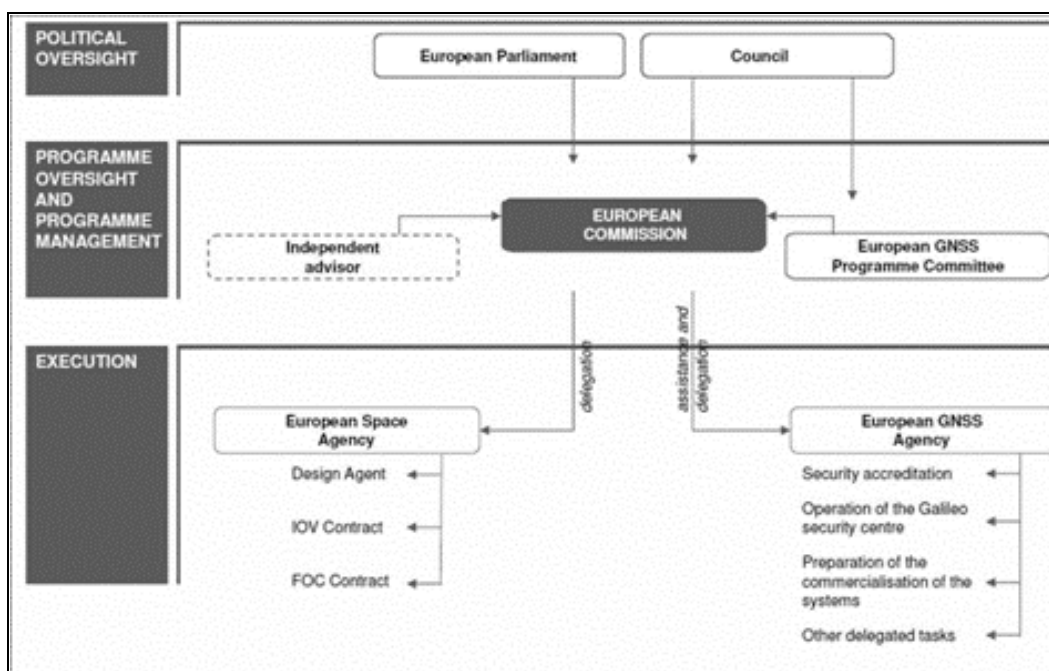 POLITICAL
OVERSIGHT
European Parliament
Council
PROGRAMME
OVERSIGHT
AND
PROGRAMME
MANAGEMENT
EUROPEAN
COMMISSION
Independent
advisor
European GNSS
Programme Committee
delegation
assistance and
delegation
EXECUTION
European Space
Agency
Design Agent
IOV Contract
FOC Contract
European GNSS
Agency
Security accreditation
Operation of the Galileo
security centre
Preparation of the
commercialisation of the
systems
Other delegated tasks